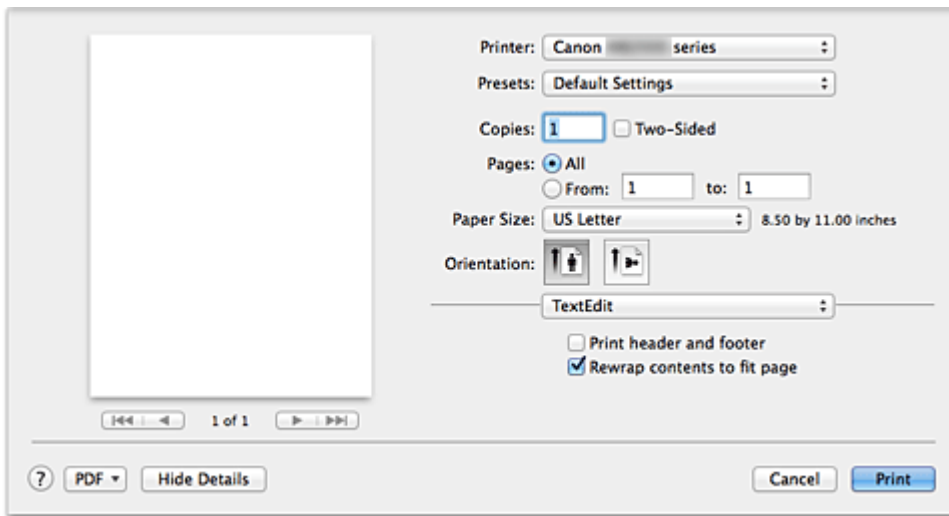 Printer: Canon series
Presets: Default Settings
Copies: 1 Two-Sided
Pages: All
From: 1 to: 1
Paper Size: US Letter 8.50 by 11.00 inches
Orientation:
TextEdit
Print header and footer
Rewrap contents to fit page
1 of 1
? PDF Hide Details Cancel Print